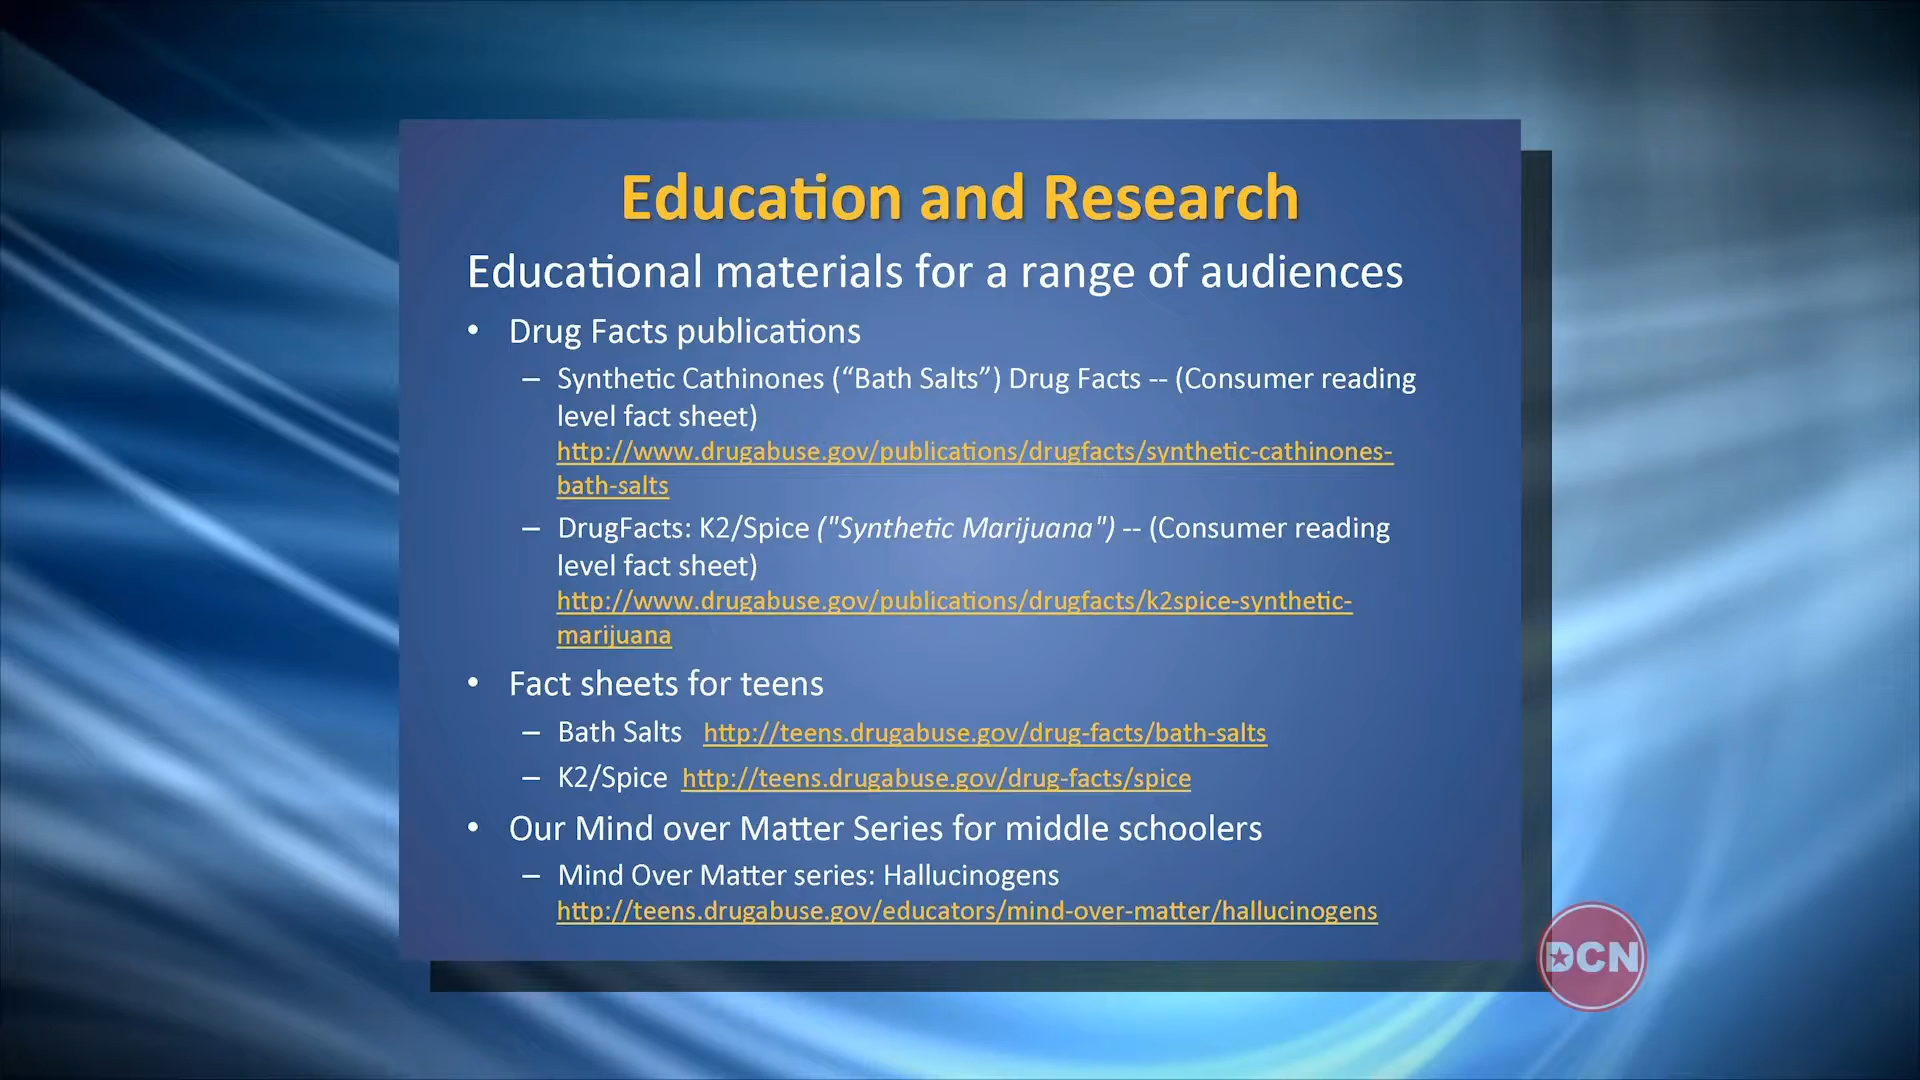 Education and Research
Educational materials for a range of audiences
• Drug Facts publications
– Synthetic Cathinones (“Bath Salts”) Drug Facts -- (Consumer reading
level fact sheet)
http://www.drugabuse.gov/publications/drugfacts/synthetic-cathinones-
bath-salts
– DrugFacts: K2/Spice ("Synthetic Marijuana") -- (Consumer reading
level fact sheet)
http://www.drugabuse.gov/publications/drugfacts/k2spice-synthetic-
marijuana
• Fact sheets for teens
– Bath Salts http://teens.drugabuse.gov/drug-facts/bath-salts
– K2/Spice http://teens.drugabuse.gov/drug-facts/spice
• Our Mind over Matter Series for middle schoolers
– Mind Over Matter series: Hallucinogens
http://teens.drugabuse.gov/educators/mind-over-matter/hallucinogens
DCN